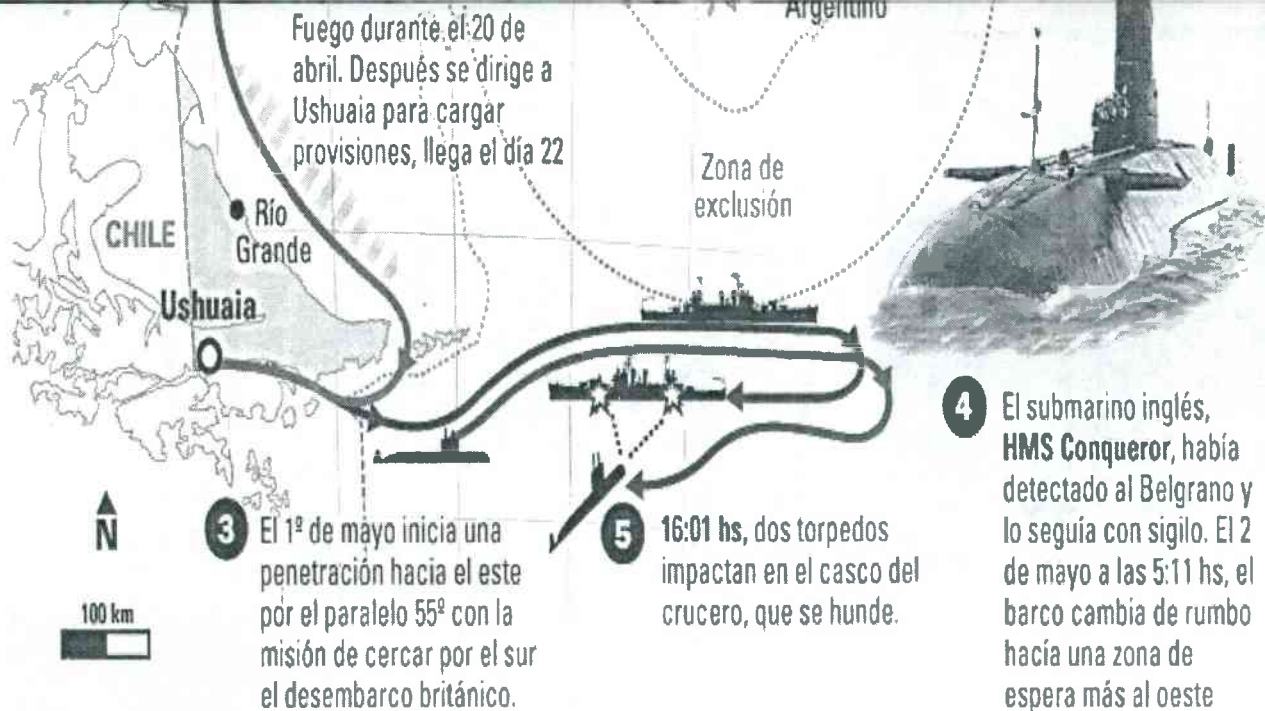 Argentino
Fuego durante el 20 de
abril. Después se dirige a
Ushuaia para cargar
provisiones, llega el día 22
Zona de
exclusión
CHILE
Río
Grande
Ushuaia
N
100 km
3 El 1º de mayo inicia una
penetración hacia el este
por el paralelo 55º con la
misión de cercar por el sur
el desembarco británico.
5 16:01 hs, dos torpedos
impactan en el casco del
crucero, que se hunde.
4 El submarino inglés,
HMS Conqueror, había
detectado al Belgrano y
lo seguía con sigilo. El 2
de mayo a las 5:11 hs, el
barco cambia de rumbo
hacía una zona de
espera más al oeste